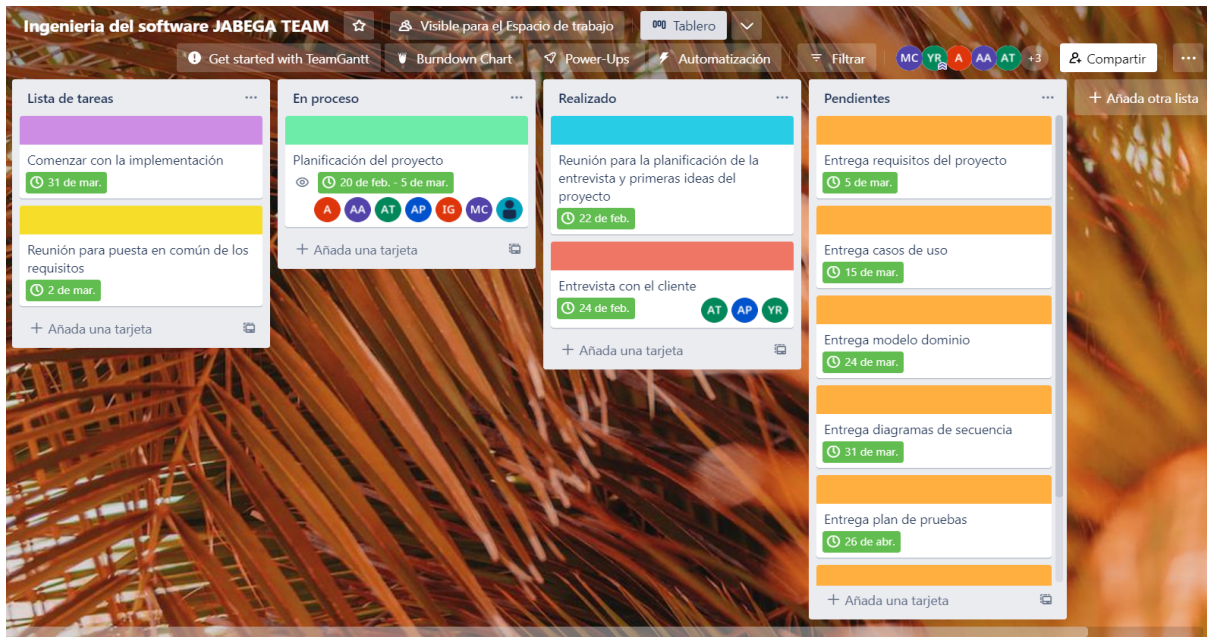 Ingenieria del software JABEGA TEAM
Visible para el Espacio de trabajo
Tablero
Get started with TeamGantt
Burndown Chart
Power-Ups
Automatización
Filtrar
MC YR A AA AT +3
Compartir
Lista de tareas
Comenzar con la implementación
31 de mar.
Reunión para puesta en común de los
requisitos
2 de mar.
+ Añada una tarjeta
En proceso
Planificación del proyecto
20 de feb. - 5 de mar.
A AA AT AP IG MC
+ Añada una tarjeta
Realizado
Reunión para la planificación de la
entrevista y primeras ideas del
proyecto
22 de feb.
Entrevista con el cliente
24 de feb.
AT AP YR
+ Añada una tarjeta
Pendientes
Entrega requisitos del proyecto
5 de mar.
Entrega casos de uso
15 de mar.
Entrega modelo dominio
24 de mar.
Entrega diagramas de secuencia
31 de mar.
Entrega plan de pruebas
26 de abr.
+ Añada una tarjeta
+ Añada otra lista